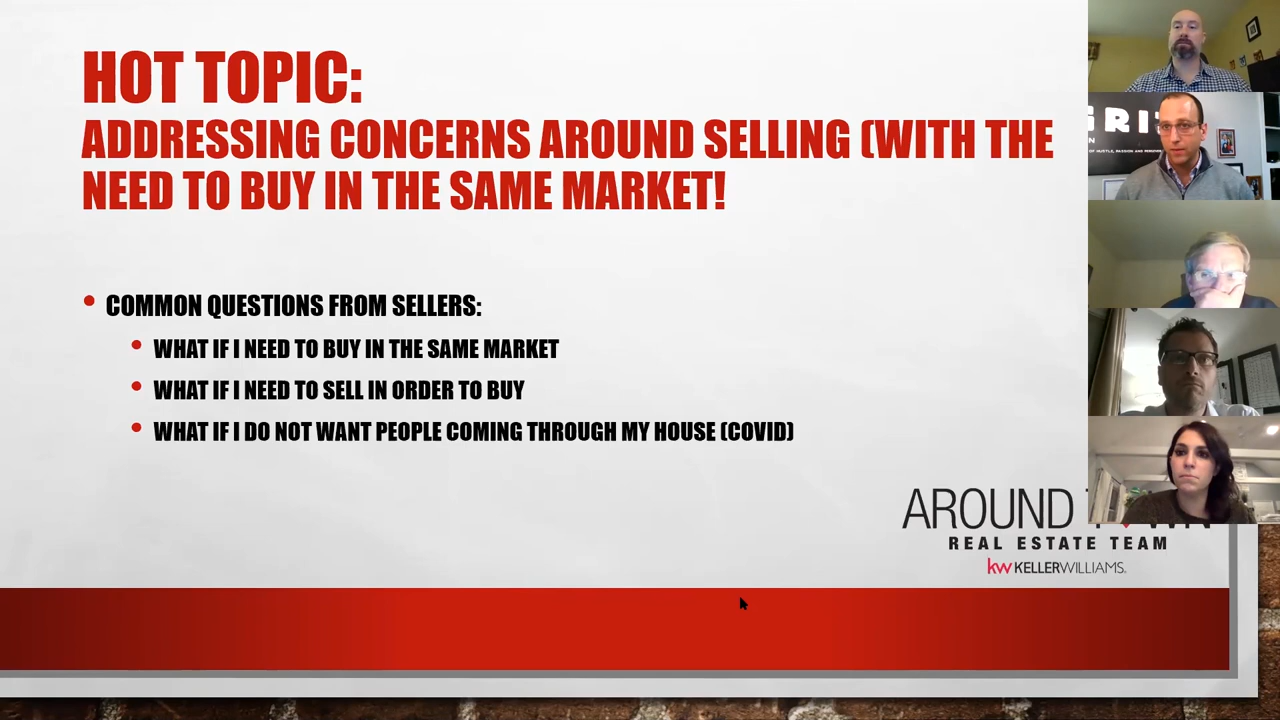 HOT TOPIC:
ADDRESSING CONCERNS AROUND SELLING (WITH THE
NEED TO BUY IN THE SAME MARKET!
• COMMON QUESTIONS FROM SELLERS:
• WHAT IF I NEED TO BUY IN THE SAME MARKET
• WHAT IF I NEED TO SELL IN ORDER TO BUY
• WHAT IF I DO NOT WANT PEOPLE COMING THROUGH MY HOUSE (COVID)
AROUND
REAL ESTATE TEAM
kw KELLERWILLIAMS.